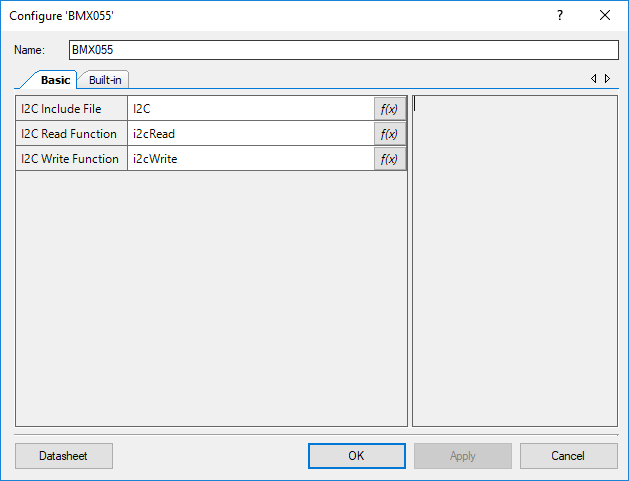 Configure 'BMX055'
?
Name: BMX055
Basic Built-in
I2C Include File I2C f(x)
I2C Read Function i2cRead f(x)
I2C Write Function i2cWrite f(x)
Datasheet OK Apply Cancel